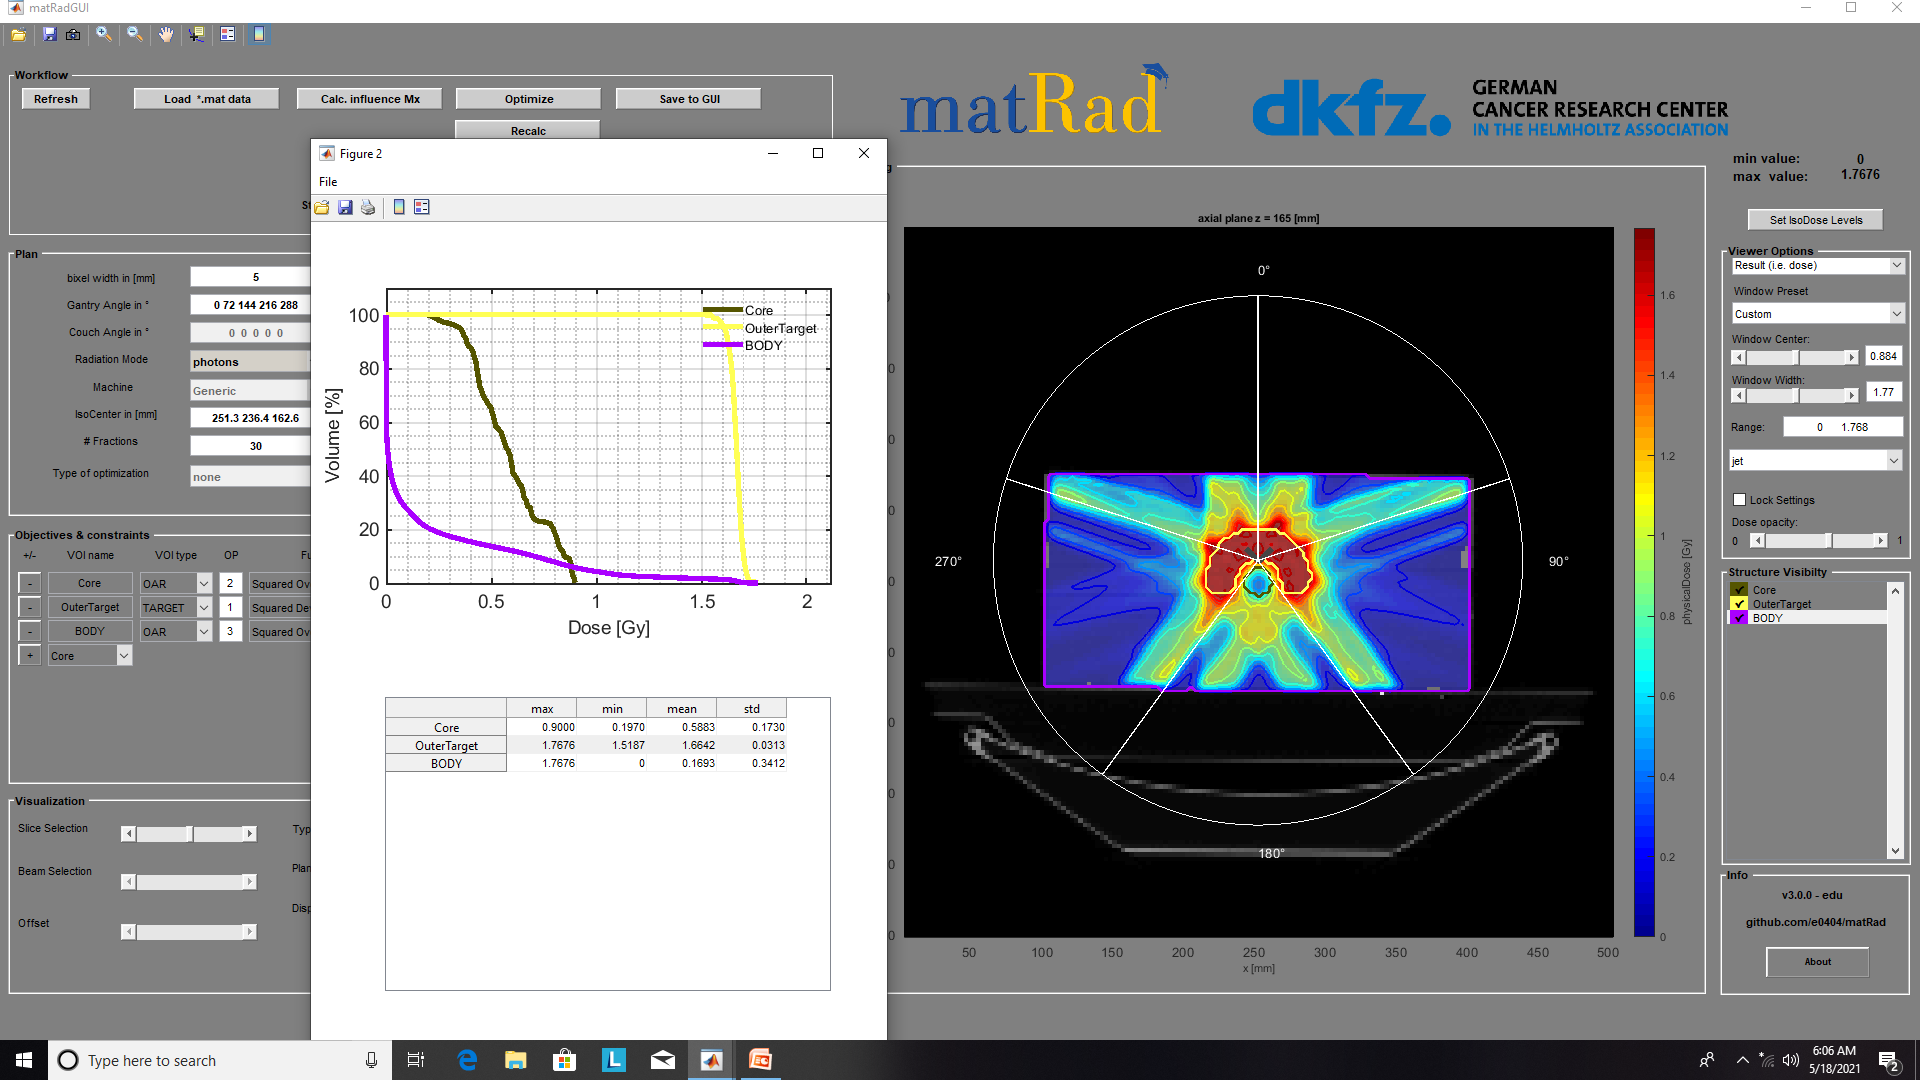 matRadGUI
Workflow
Refresh
Load *.mat data
Calc. influence Mx
Optimize
Save to GUI
Recalc
matRad
dkfz.
GERMAN
CANCER RESEARCH CENTER
IN THE HELMHOLTZ ASSOCIATION
Plan
bixel width in [mm] 5
Gantry Angle in ° 0 72 144 216 288
Couch Angle in ° 0 0 0 0 0
Radiation Mode photons
Machine Generic
IsoCenter in [mm] 251.3 236.4 162.6
# Fractions 30
Type of optimization none
Objectives & constraints
+/- VOI name VOI type OP Fu
- Core OAR 2 Squared Ov
- OuterTarget TARGET 1 Squared De
- BODY OAR 3 Squared Ov
+ Core
Visualization
Slice Selection Typ
Beam Selection Plan
Offset Disp
Figure 2
File
Core
OuterTarget
BODY
100
80
60
40
20
0
Volume [%]
0 0.5 1 1.5 2
Dose [Gy]
max min mean std
Core 0.9000 0.1970 0.5883 0.1730
OuterTarget 1.7676 1.5187 1.6642 0.0313
BODY 1.7676 0 0.1693 0.3412
axial plane z = 165 [mm]
0°
270°
90°
180°
50 100 150 200 250 300 350 400 450 500
x [mm]
1.6
1.4
1.2
1
0.8
0.6
0.4
0.2
0
physicalDose [Gy]
min value: 0
max value: 1.7676
Set IsoDose Levels
Viewer Options
Result (i.e. dose)
Window Preset
Custom
Window Center:
0.884
Window Width:
1.77
Range: 0 1.768
jet
Lock Settings
Dose opacity:
0 1
Structure Visibilty
Core
OuterTarget
BODY
Info
v3.0.0 - edu
github.com/e0404/matRad
About
Type here to search
6:06 AM
5/18/2021
2